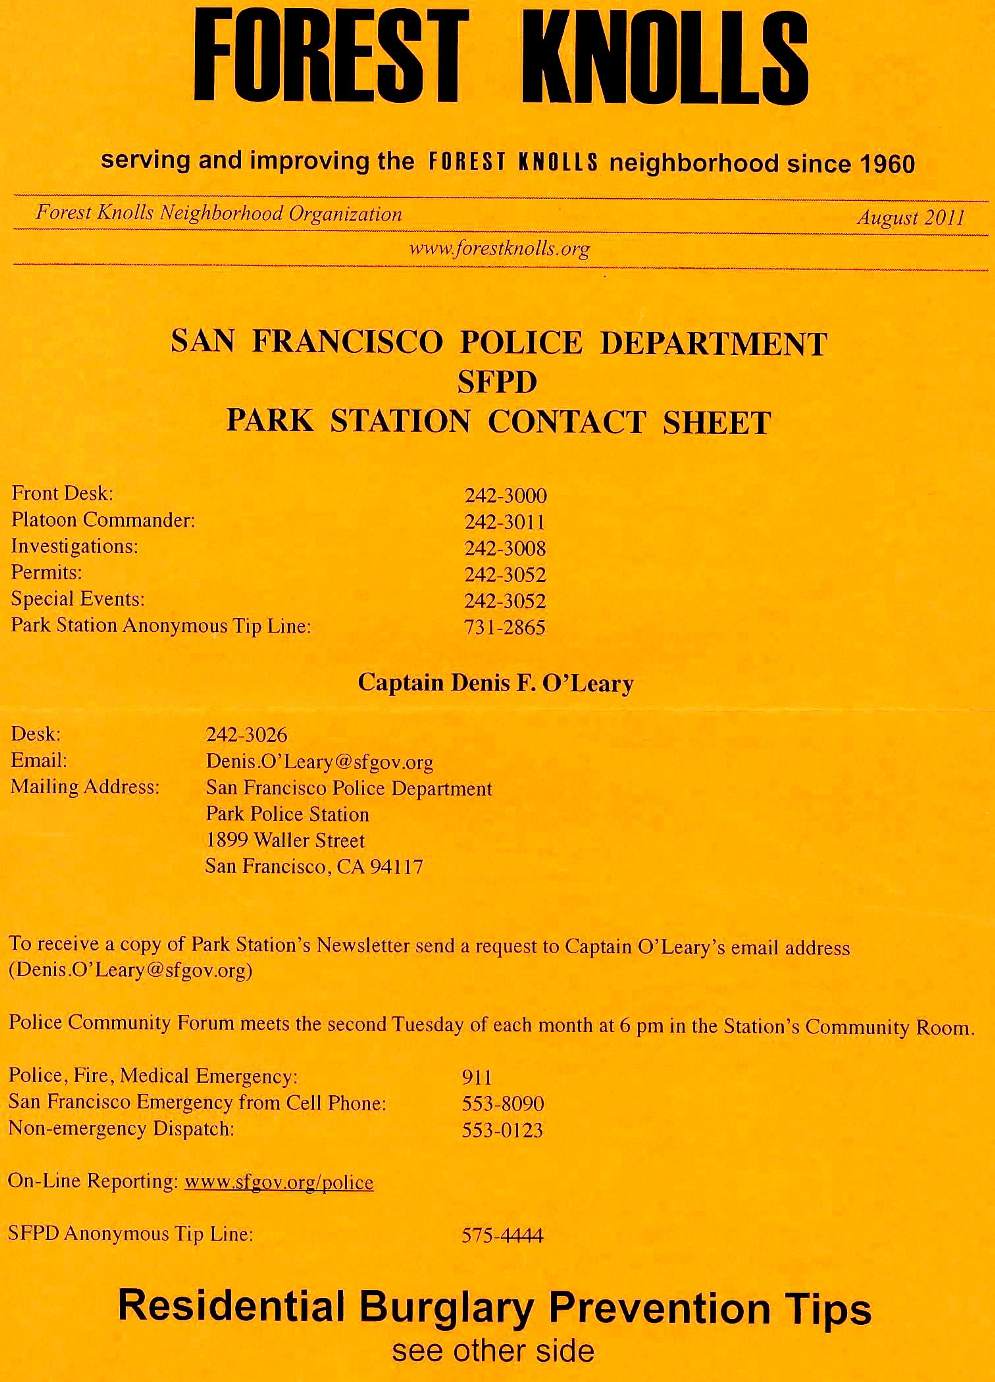 FOREST KNOLLS
serving and improving the FOREST KNOLLS neighborhood since 1960
Forest Knolls Neighborhood Organization August 2011
www.forestknolls.org
SAN FRANCISCO POLICE DEPARTMENT
SFPD
PARK STATION CONTACT SHEET
Front Desk: 242-3000
Platoon Commander: 242-3011
Investigations: 242-3008
Permits: 242-3052
Special Events: 242-3052
Park Station Anonymous Tip Line: 731-2865
Captain Denis F. O'Leary
Desk: 242-3026
Email: Denis.O'Leary@sfgov.org
Mailing Address: San Francisco Police Department
Park Police Station
1899 Waller Street
San Francisco, CA 94117
To receive a copy of Park Station's Newsletter send a request to Captain O'Leary's email address
(Denis.O'Leary@sfgov.org)
Police Community Forum meets the second Tuesday of each month at 6 pm in the Station's Community Room.
Police, Fire, Medical Emergency: 911
San Francisco Emergency from Cell Phone: 553-8090
Non-emergency Dispatch: 553-0123
On-Line Reporting: www.sfgov.org/police
SFPD Anonymous Tip Line: 575-4444
Residential Burglary Prevention Tips
see other side